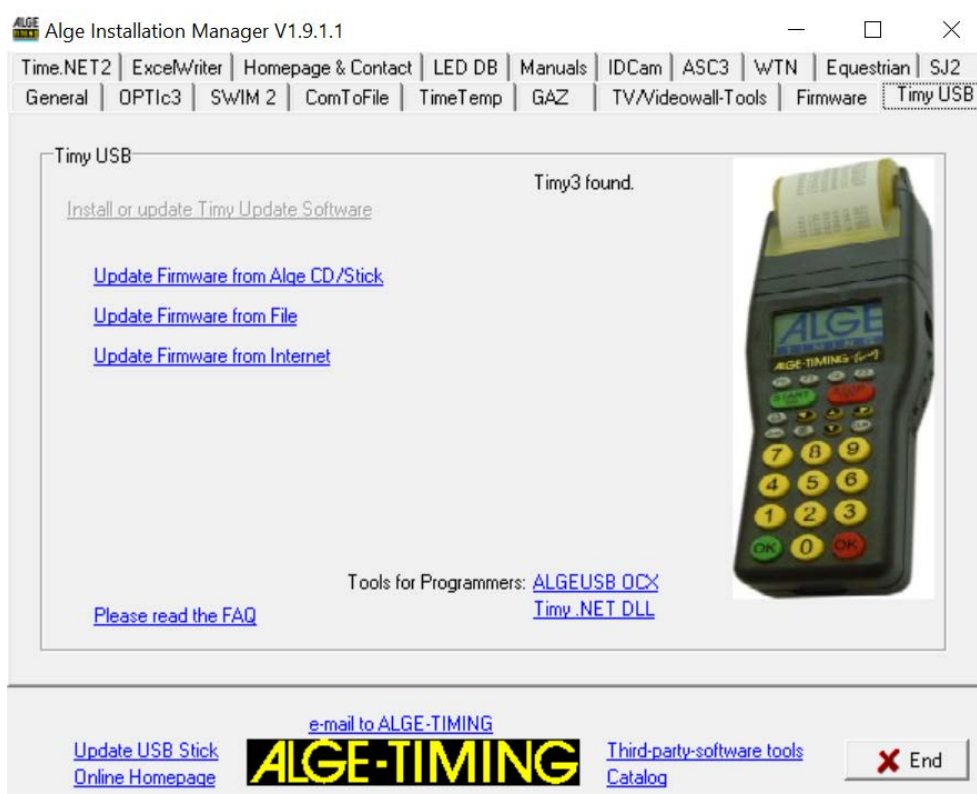 Alge Installation Manager V1.9.1.1
Time.NET2 ExcelWriter Homepage & Contact LED DB Manuals IDCam ASC3 WTN Equestrian SJ2
General OPTIc3 SWIM 2 ComToFile TimeTemp GAZ TV/Videowall-Tools Firmware Timy USB
Timy USB
Timy3 found.
Install or update Timy Update Software
Update Firmware from Alge CD/Stick
Update Firmware from File
Update Firmware from Internet
ALGE
TIMING
ALGE-TIMING
START
7 8 9
4 5 6
1 2 3
OK 0 OK
Tools for Programmers: ALGEUSB OCX
Timy .NET DLL
Please read the FAQ
e-mail to ALGE-TIMING
Update USB Stick
Online Homepage
ALGE-TIMING
Third-party-software tools
Catalog
End